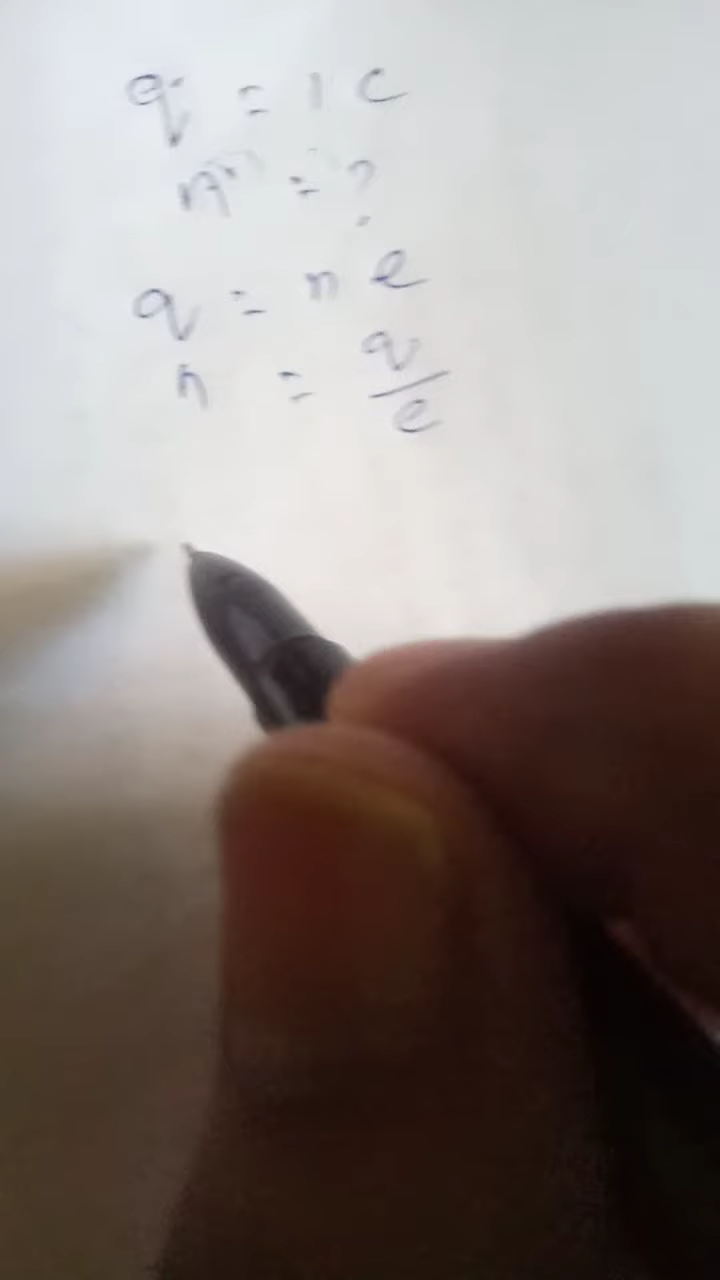 q = 1 C
n = ?
q = n e
n = q/e